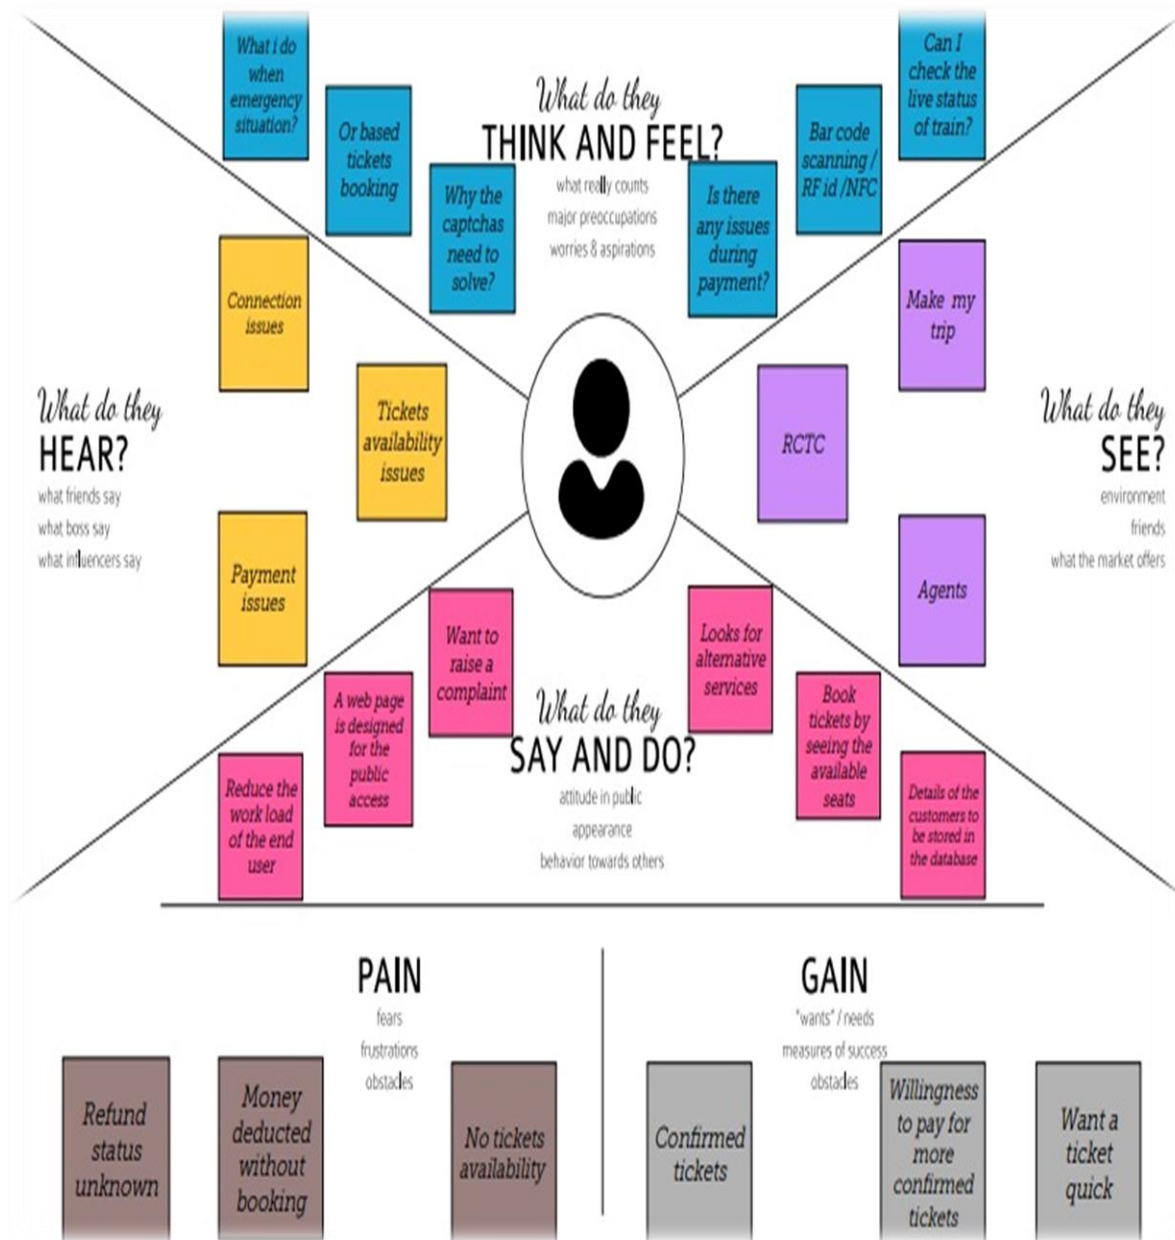 What i do
when
emergency
situation?
Or based
tickets
booking
Why the
captchas
need to
solve?
What do they
THINK AND FEEL?
what really counts
major preoccupations
worries & aspirations
Is there
any issues
during
payment?
Bar code
scanning /
RF id /NFC
Can I
check the
live status
of train?
What do they
HEAR?
what friends say
what boss say
what influencers say
Connection
issues
Tickets
availability
issues
Payment
issues
Make my
trip
RCTC
Agents
What do they
SEE?
environment
friends
what the market offers
Reduce the
work load
of the end
user
A web page
is designed
for the
public
access
Want to
raise a
complaint
What do they
SAY AND DO?
attitude in public
appearance
behavior towards others
Looks for
alternative
services
Book
tickets by
seeing the
available
seats
Details of the
customers to
be stored in
the database
PAIN
fears
frustrations
obstacles
Refund
status
unknown
Money
deducted
without
booking
No tickets
availability
GAIN
"wants" / needs
measures of success
obstacles
Confirmed
tickets
Willingness
to pay for
more
confirmed
tickets
Want a
ticket
quick